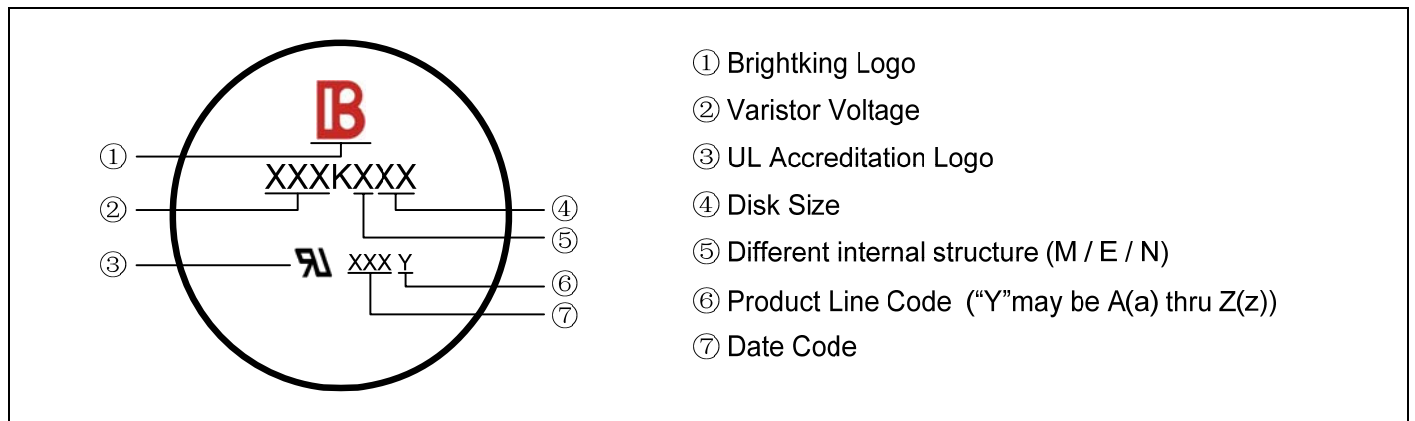 B
① Brightking Logo
② Varistor Voltage
①
XXXKXXX
③ UL Accreditation Logo
②
④
④ Disk Size
⑤
⑤ Different internal structure (M / E / N)
③
RU XXX Y
⑥
⑥ Product Line Code (“Y”may be A(a) thru Z(z))
⑦
⑦ Date Code